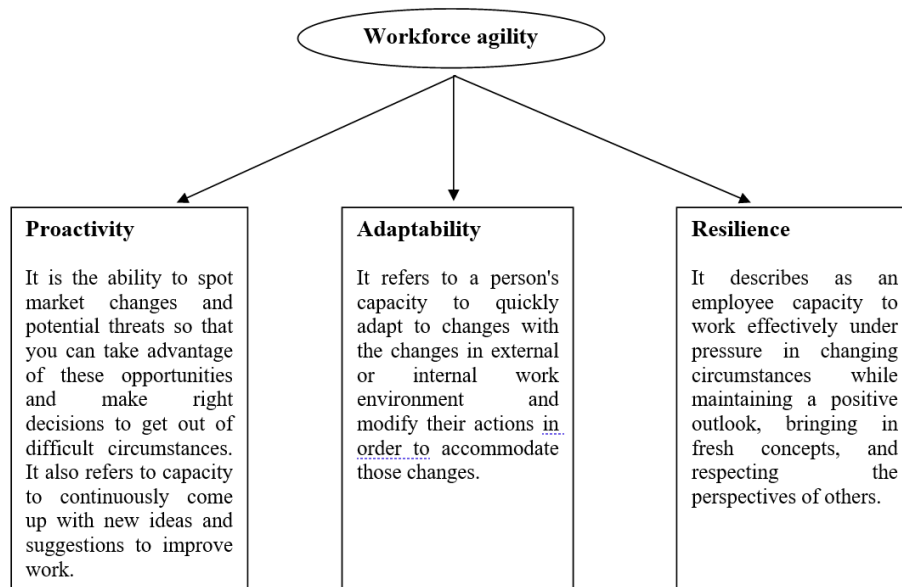 Workforce agility
Proactivity
It is the ability to spot
market changes and
potential threats so that
you can take advantage
of these opportunities
and make right
decisions to get out of
difficult circumstances.
It also refers to capacity
to continuously come
up with new ideas and
suggestions to improve
work.
Adaptability
It refers to a person's
capacity to quickly
adapt to changes with
the changes in external
or internal work
environment and
modify their actions in
order to accommodate
those changes.
Resilience
It describes as an
employee capacity to
work effectively under
pressure in changing
circumstances while
maintaining a positive
outlook, bringing in
fresh concepts, and
respecting the
perspectives of others.